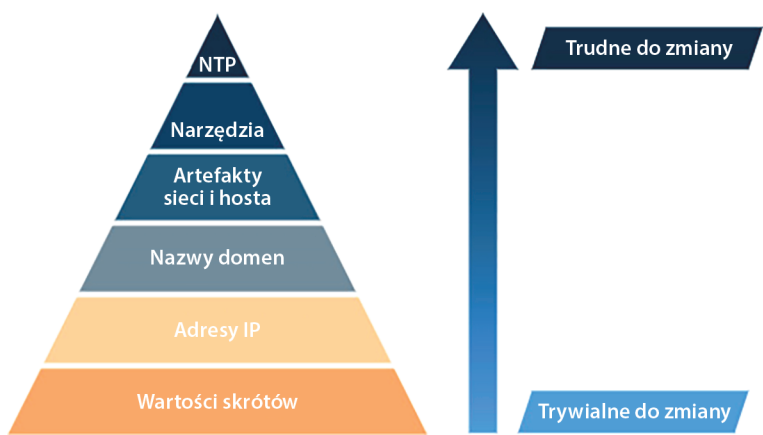 Trudne do zmiany
NTP
Narzędzia
Artefakty
sieci i hosta
Nazwy domen
Adresy IP
Wartości skrótów
Trywialne do zmiany